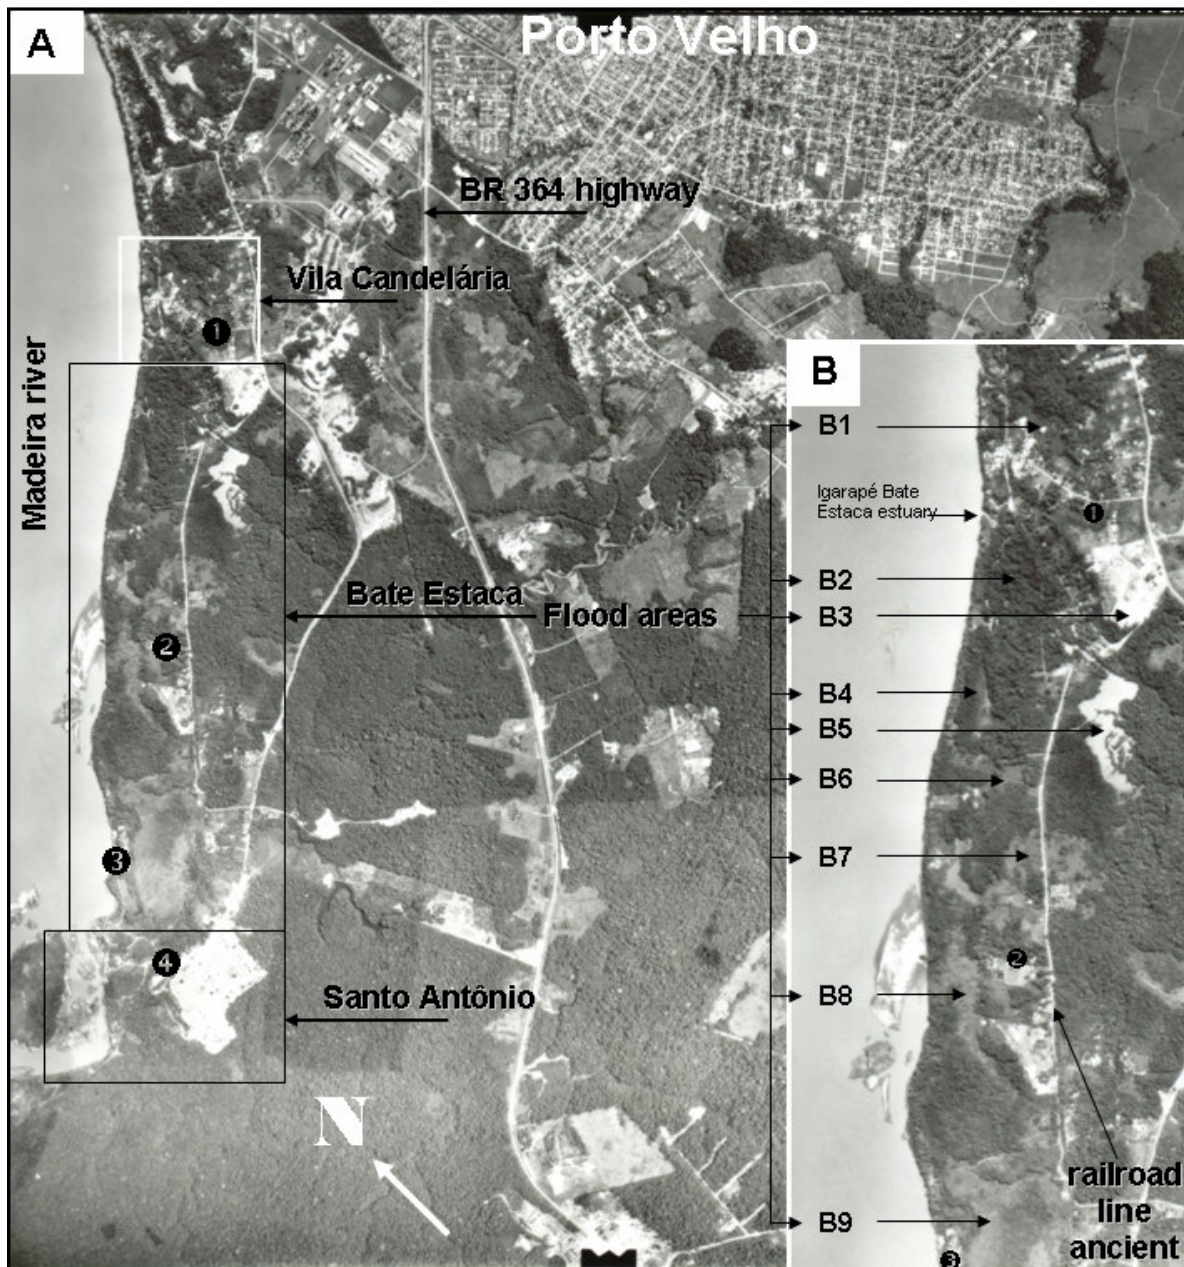 A
Porto Velho
BR 364 highway
Vila Candelária
1
Madeira river
B
B1
Igarapé Bate
Estaca estuary
1
B2
Bate Estaca
Flood areas
B3
2
B4
B5
B6
B7
3
2
4
Santo Antônio
B8
N
railroad
line
ancient
B9
3